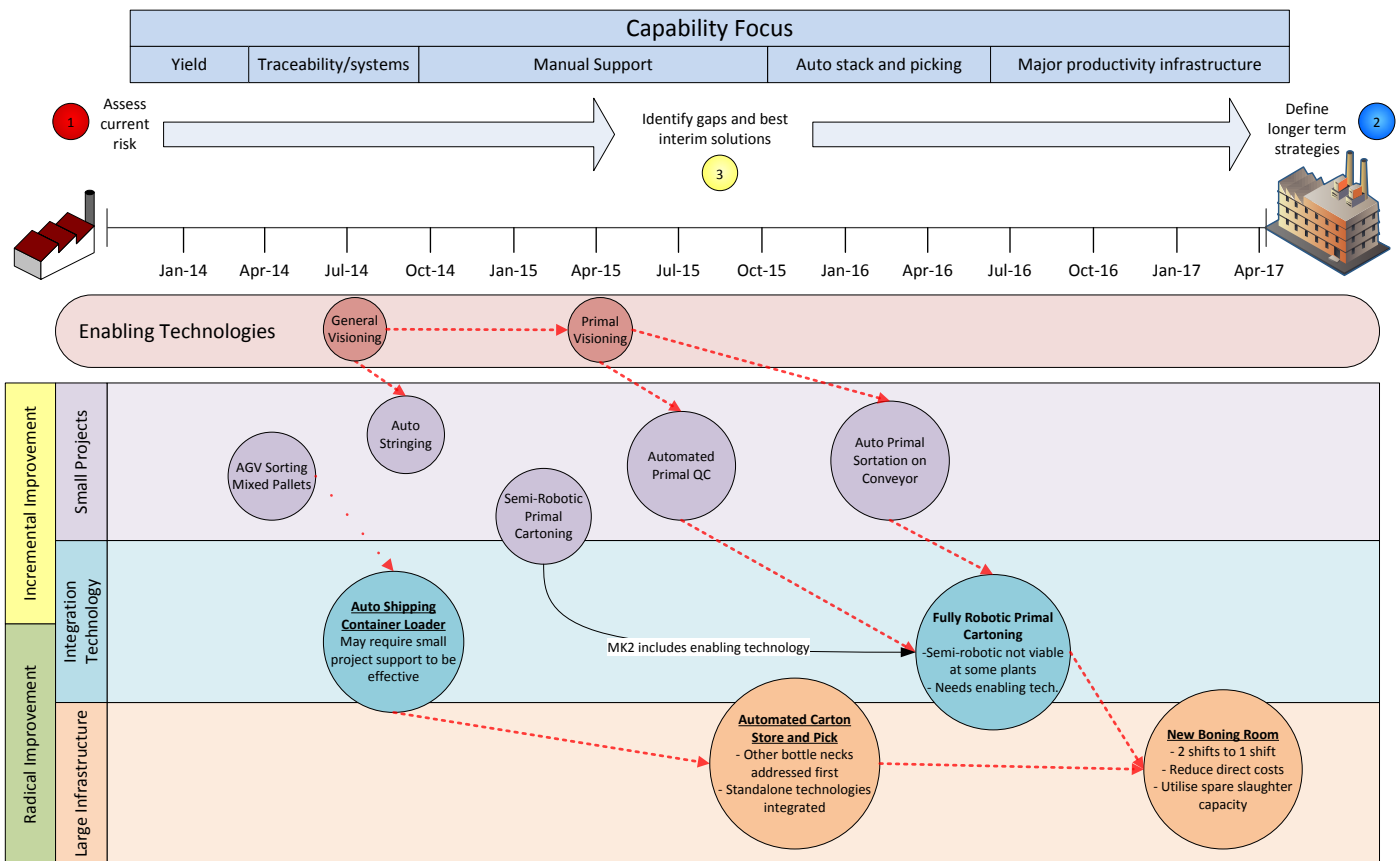 Capability Focus
Yield
Traceability/systems
Manual Support
Auto stack and picking
Major productivity infrastructure
1
Assess
current
risk
Identify gaps and best
interim solutions
3
Define
longer term
strategies
2
Jan-14
Apr-14
Jul-14
Oct-14
Jan-15
Apr-15
Jul-15
Oct-15
Jan-16
Apr-16
Jul-16
Oct-16
Jan-17
Apr-17
Enabling Technologies
General
Visioning
Primal
Visioning
Incremental Improvement
Small Projects
AGV Sorting
Mixed Pallets
Auto
Stringing
Semi-Robotic
Primal
Cartoning
Automated
Primal QC
Auto Primal
Sortation on
Conveyor
Integration
Technology
Auto Shipping
Container Loader
May require small
project support to be
effective
MK2 includes enabling technology
Fully Robotic Primal
Cartoning
-Semi-robotic not viable
at some plants
- Needs enabling tech.
Radical Improvement
Large Infrastructure
Automated Carton
Store and Pick
- Other bottle necks
addressed first
- Standalone technologies
integrated
New Boning Room
- 2 shifts to 1 shift
- Reduce direct costs
- Utilise spare slaughter
capacity